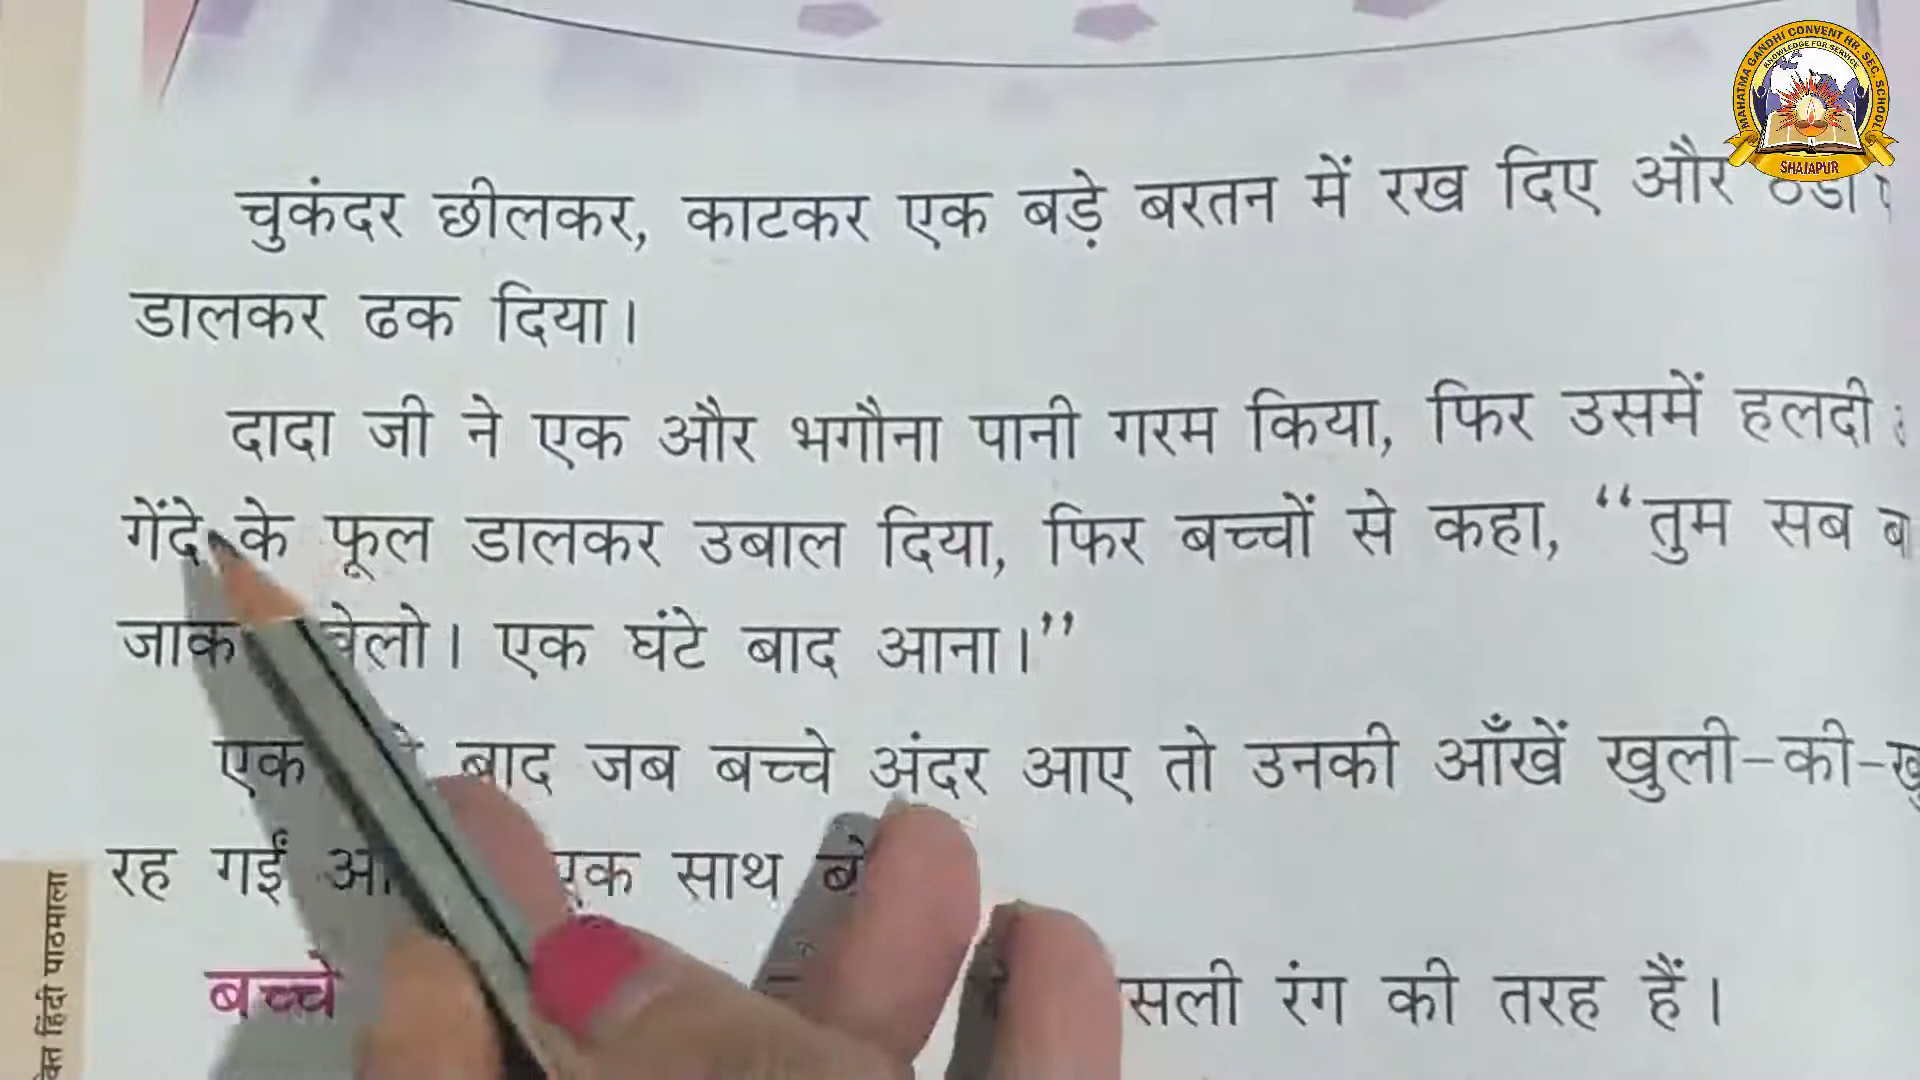 MAHATMA GANDHI CONVENT HR. SEC. SCHOOL
KNOWLEDGE FOR SERVICE
SHAJAPUR
चुकंदर छीलकर, काटकर एक बड़े बरतन में रख दिए और
डालकर ढक दिया।
दादा जी ने एक और भगौना पानी गरम किया, फिर उसमें हलदी
गेंदे के फूल डालकर उबाल दिया, फिर बच्चों से कहा, “तुम सब
एक घंटे बाद आना।”
एक बाद जब बच्चे अंदर आए तो उनकी आँखें खुली-की-
रह गईं एक साथ
बच्चे रंग की तरह हैं।
हिंदी पाठमाला